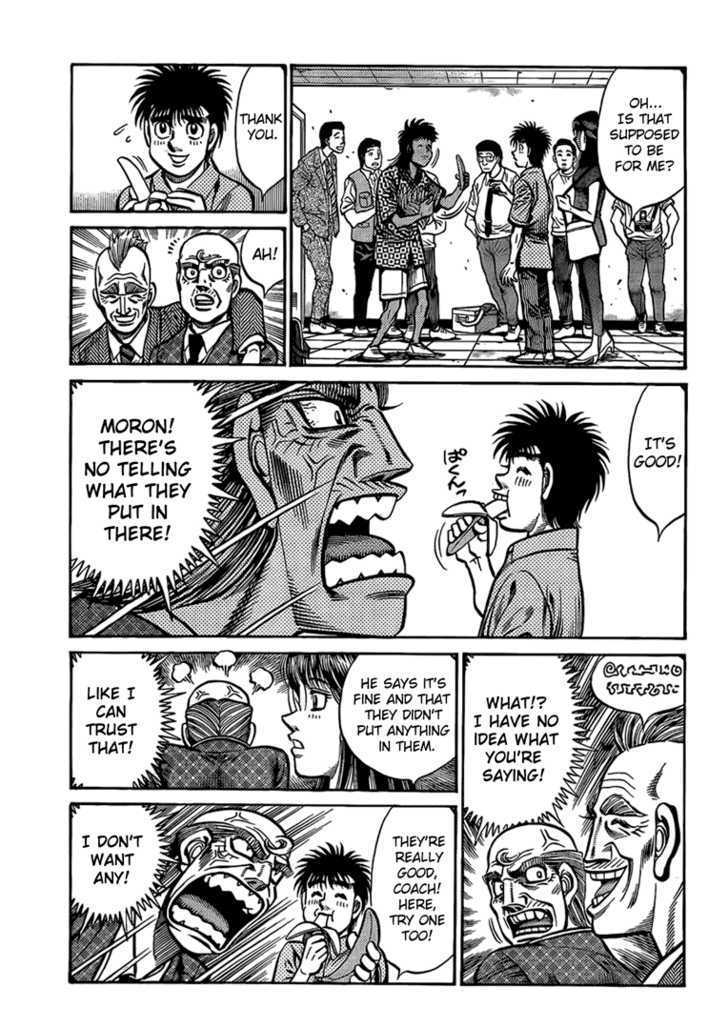 OH...
IS THAT
SUPPOSED
TO BE
FOR ME?
THANK
YOU.
AH!
IT'S
GOOD!
ぱくんっ
MORON!
THERE'S
NO TELLING
WHAT THEY
PUT IN
THERE!
WHAT!?
I HAVE NO
IDEA WHAT
YOU'RE
SAYING!
HE SAYS IT'S
FINE AND THAT
THEY DIDN'T
PUT ANYTHING
IN THEM.
LIKE I
CAN
TRUST
THAT!
THEY'RE
REALLY
GOOD,
COACH!
HERE,
TRY ONE
TOO!
I DON'T
WANT
ANY!